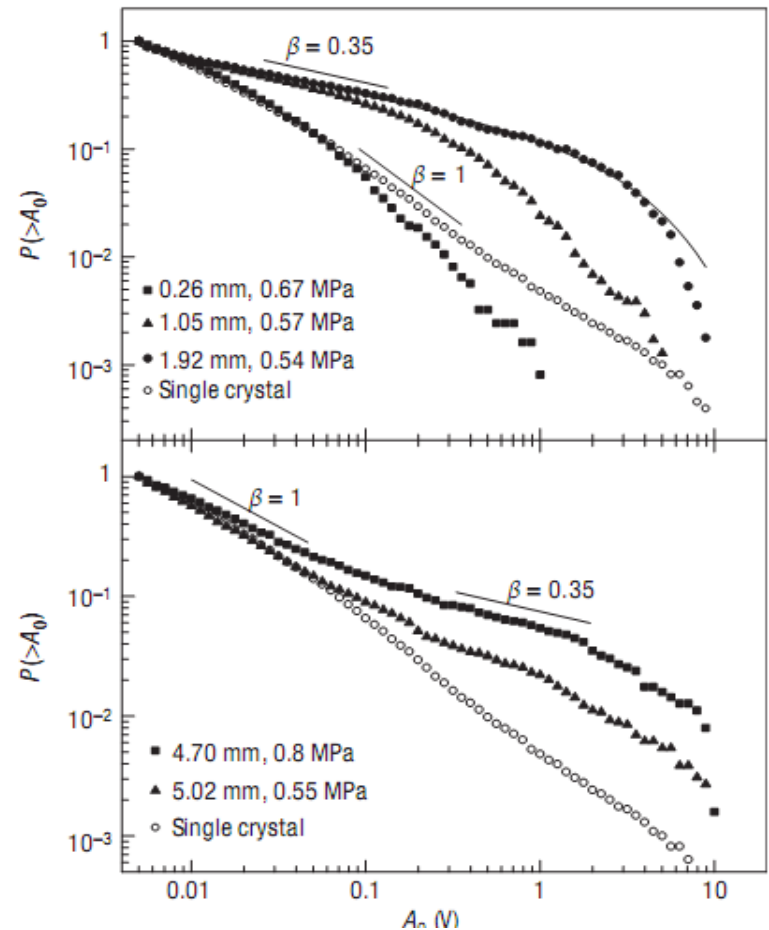 1
β = 0.35
10⁻¹
β = 1
P(>A₀)
10⁻²
■ 0.26 mm, 0.67 MPa
▲ 1.05 mm, 0.57 MPa
10⁻³
● 1.92 mm, 0.54 MPa
○ Single crystal
1
β = 1
10⁻¹
β = 0.35
P(>A₀)
10⁻²
■ 4.70 mm, 0.8 MPa
▲ 5.02 mm, 0.55 MPa
10⁻³
○ Single crystal
0.01 0.1 1 10
A₀ (V)